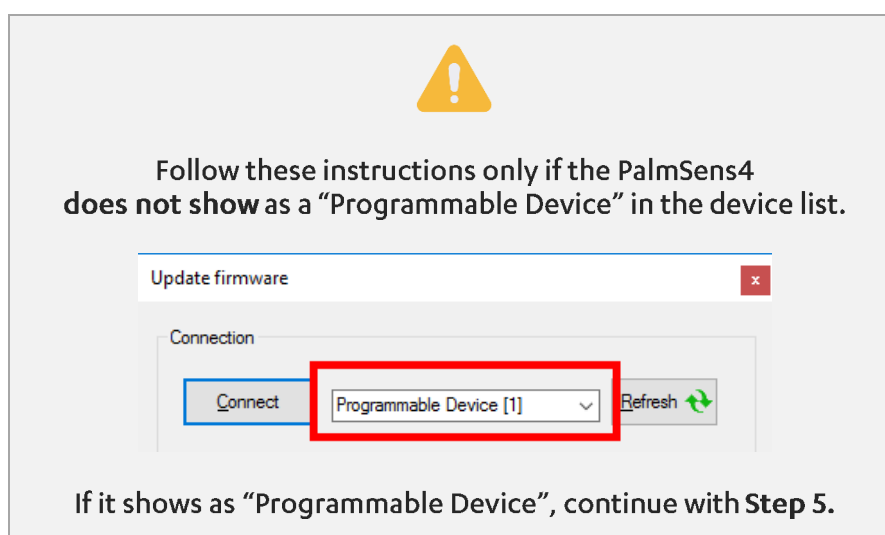 Follow these instructions only if the PalmSens4
does not show as a “Programmable Device” in the device list.
Update firmware
x
Connection
Connect
Programmable Device [1]
Refresh
If it shows as “Programmable Device”, continue with Step 5.